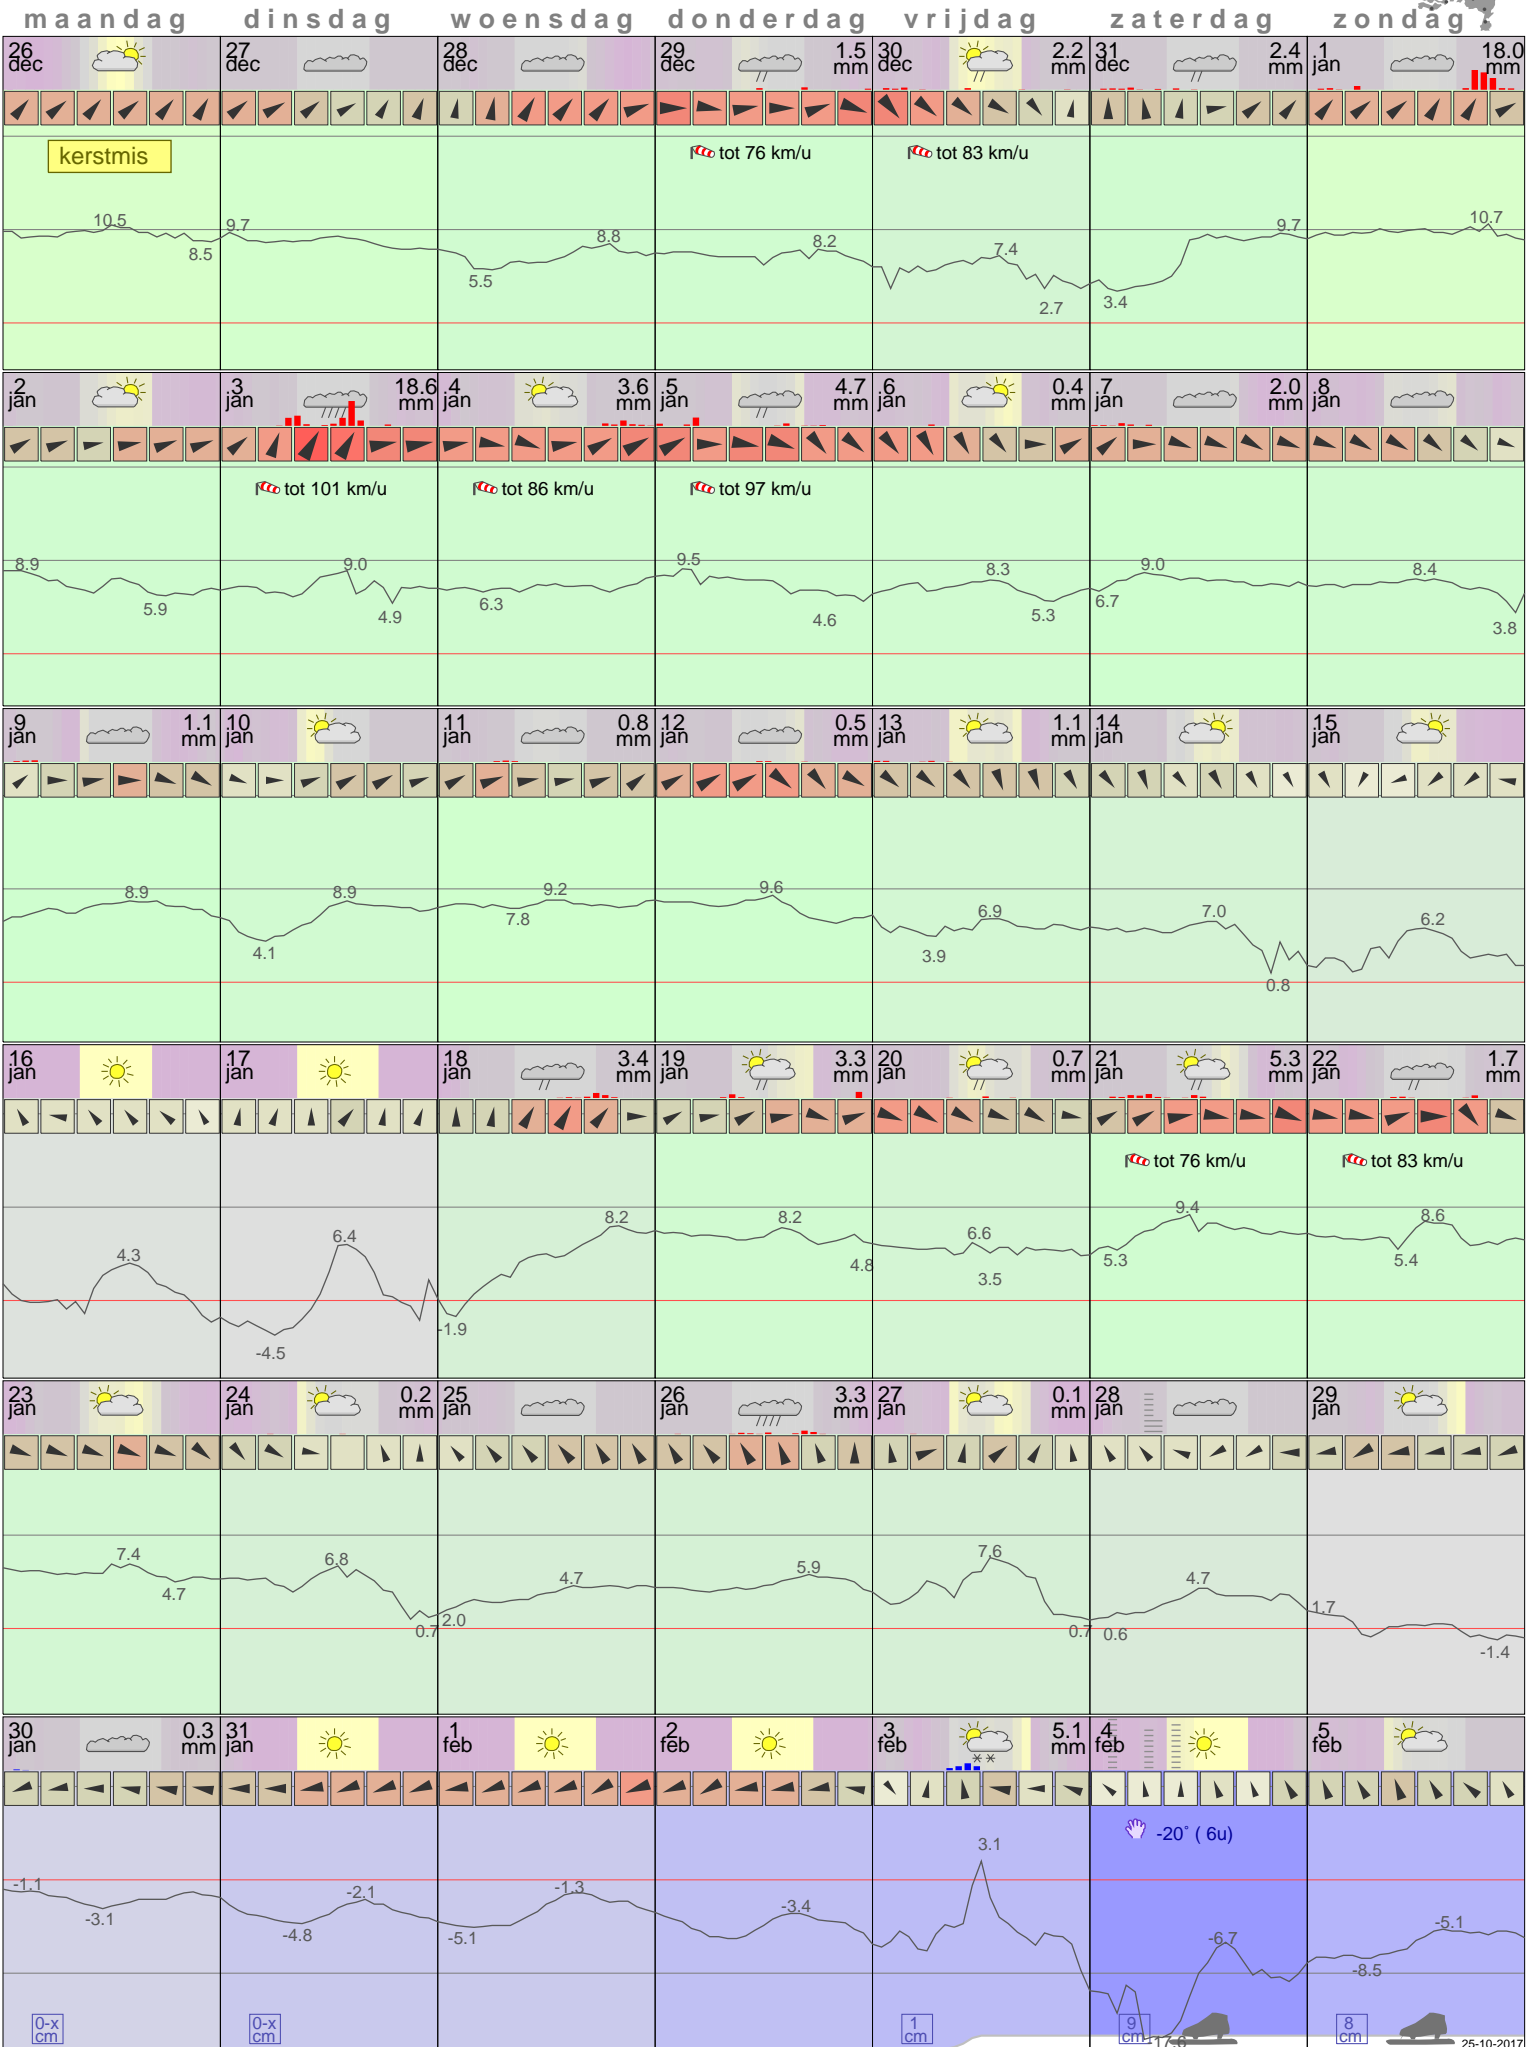 maandag dinsdag woensdag donderdag vrijdag zaterdag zondag
26 27 28 29 1.5 30 2.2 31 2.4 1 18.0
dec dec dec dec mm dec mm dec mm jan mm
kerstmis tot 76 km/u tot 83 km/u
10.5 8.5 9.7 5.5 8.8 8.2 7.4 2.7 3.4 9.7 10.7
2 3 18.6 4 3.6 5 4.7 6 0.4 7 2.0 8
jan jan mm jan mm jan mm jan mm jan mm jan
tot 101 km/u tot 86 km/u tot 97 km/u
8.9 5.9 9.0 4.9 6.3 9.5 4.6 8.3 5.3 6.7 9.0 8.4 3.8
9 1.1 10 11 0.8 12 0.5 13 1.1 14 15
jan mm jan jan mm jan mm jan mm jan jan
8.9 4.1 8.9 7.8 9.2 9.6 3.9 6.9 7.0 0.8 6.2
16 17 18 3.4 19 3.3 20 0.7 21 5.3 22 1.7
jan jan jan mm jan mm jan mm jan mm jan mm
tot 76 km/u tot 83 km/u
4.3 -4.5 6.4 -1.9 8.2 8.2 4.8 6.6 3.5 5.3 9.4 5.4 8.6
23 24 0.2 25 26 3.3 27 0.1 28 29
jan jan mm jan jan mm jan mm jan jan
7.4 4.7 6.8 0.7 2.0 4.7 5.9 7.6 0.7 0.6 4.7 1.7 -1.4
30 0.3 31 1 2 3 5.1 4 5
jan mm jan feb feb feb mm feb feb
-20° ( 6u)
-1.1 -3.1 -4.8 -2.1 -5.1 -1.3 -3.4 3.1 -17.6 -6.7 -8.5 -5.1
0-x 0-x 1 9 8
cm cm cm cm cm
25-10-2017